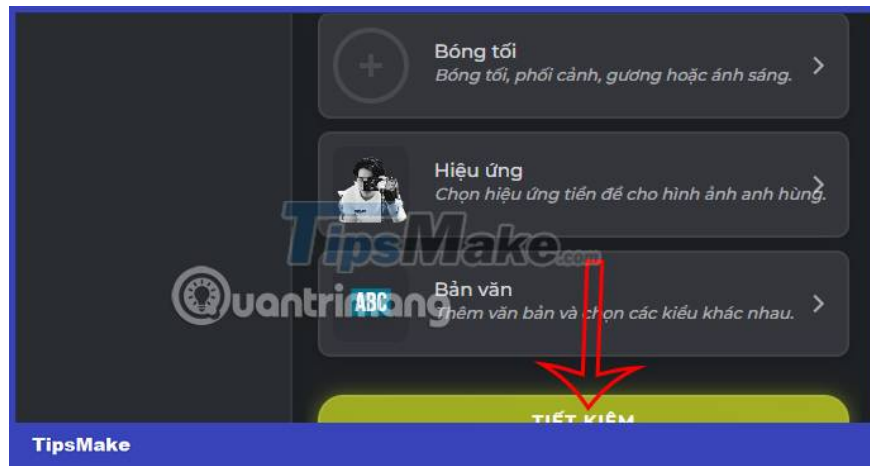 Bóng tối
Bóng tối, phối cảnh, gương hoặc ánh sáng.
Hiệu ứng
Chọn hiệu ứng tiền đề cho hình ảnh anh hùng.
TipsMake.com
Quantrimang
ABC
Bản văn
Thêm văn bản và chọn các kiểu khác nhau.
TIẾT KIỆM
TipsMake